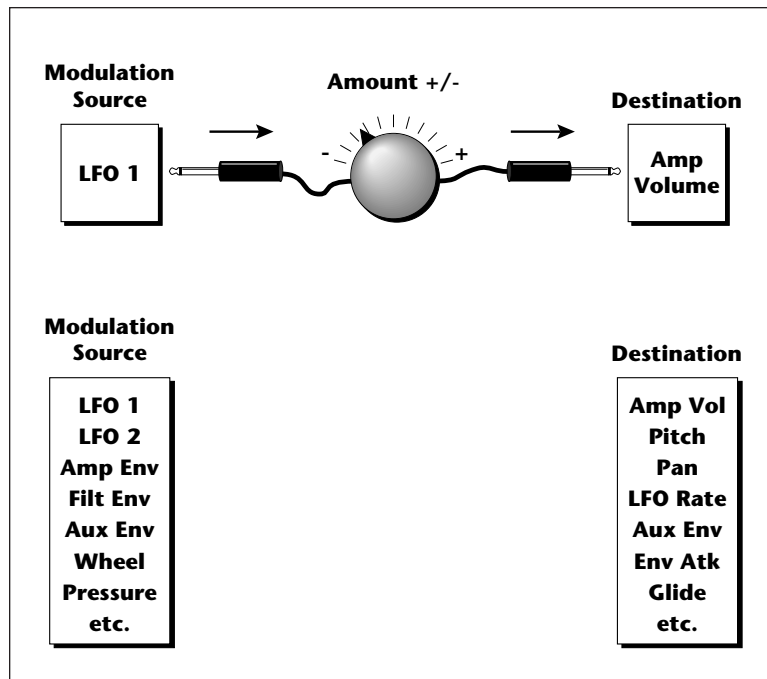 Modulation
Source
Amount +/-
Destination
LFO 1
-
+
Amp
Volume
Modulation
Source
Destination
LFO 1
LFO 2
Amp Env
Filt Env
Aux Env
Wheel
Pressure
etc.
Amp Vol
Pitch
Pan
LFO Rate
Aux Env
Env Atk
Glide
etc.